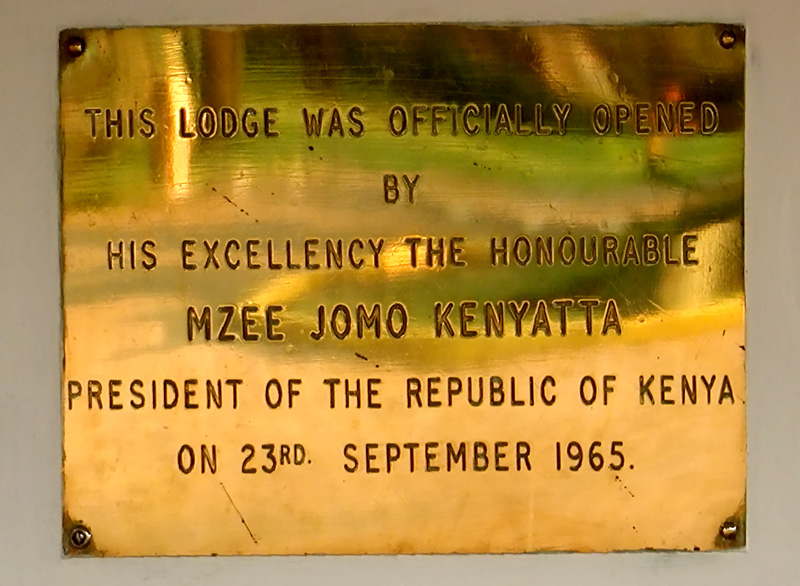 THIS LODGE WAS OFFICIALLY OPENED
BY
HIS EXCELLENCY THE HONOURABLE
MZEE JOMO KENYATTA
PRESIDENT OF THE REPUBLIC OF KENYA
ON 23RD. SEPTEMBER 1965.